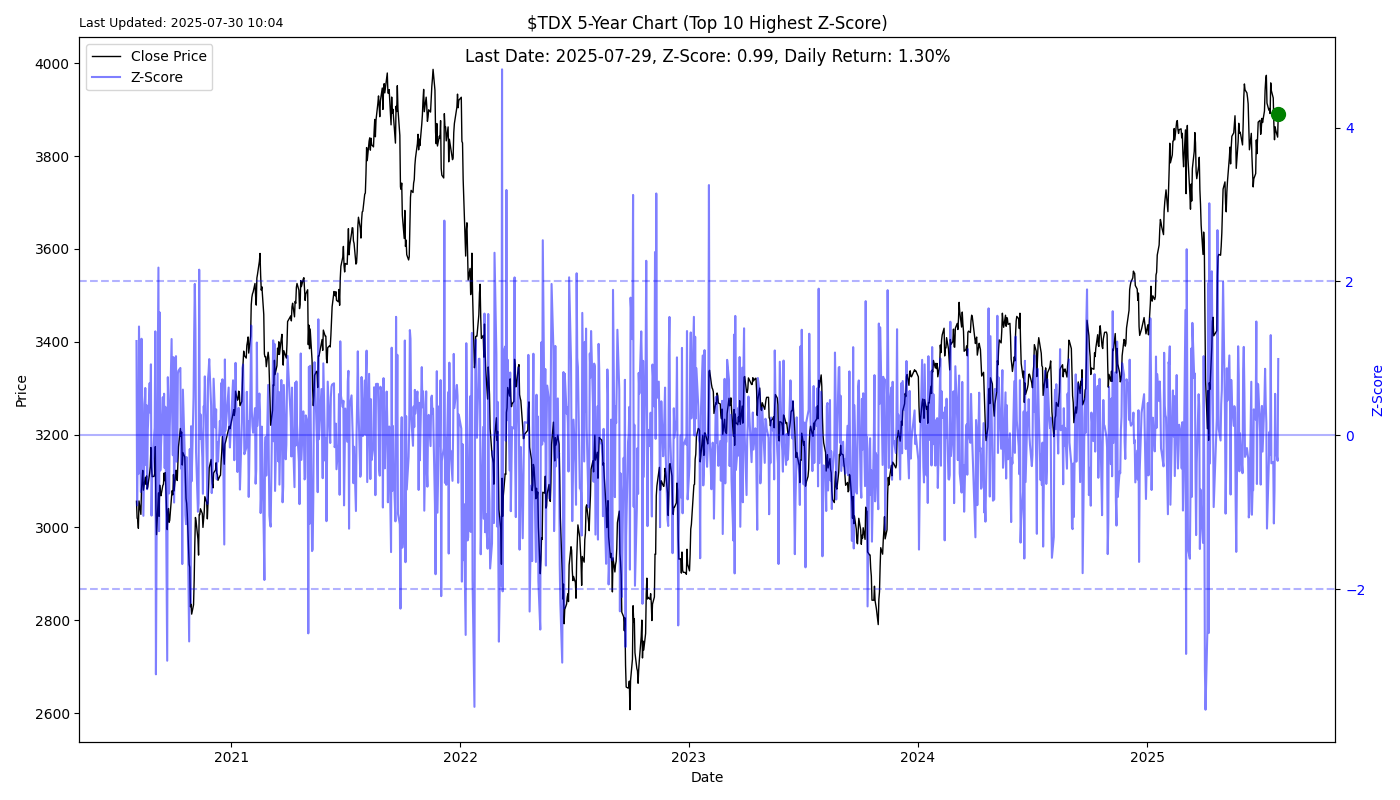 Last Updated: 2025-07-30 10:04
$TDX 5-Year Chart (Top 10 Highest Z-Score)
Last Date: 2025-07-29, Z-Score: 0.99, Daily Return: 1.30%
Close Price
Z-Score
4000
3800
3600
3400
3200
3000
2800
2600
Price
4
2
0
−2
Z-Score
2021
2022
2023
2024
2025
Date